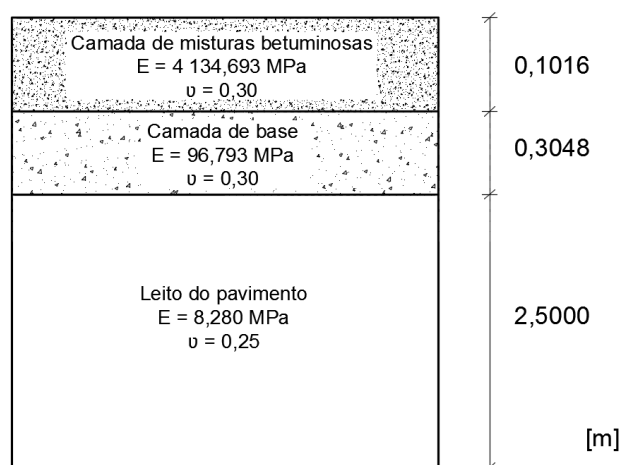 Camada de misturas betuminosas
E = 4 134,693 MPa
υ = 0,30
0,1016
Camada de base
E = 96,793 MPa
υ = 0,30
0,3048
Leito do pavimento
E = 8,280 MPa
υ = 0,25
2,5000
[m]